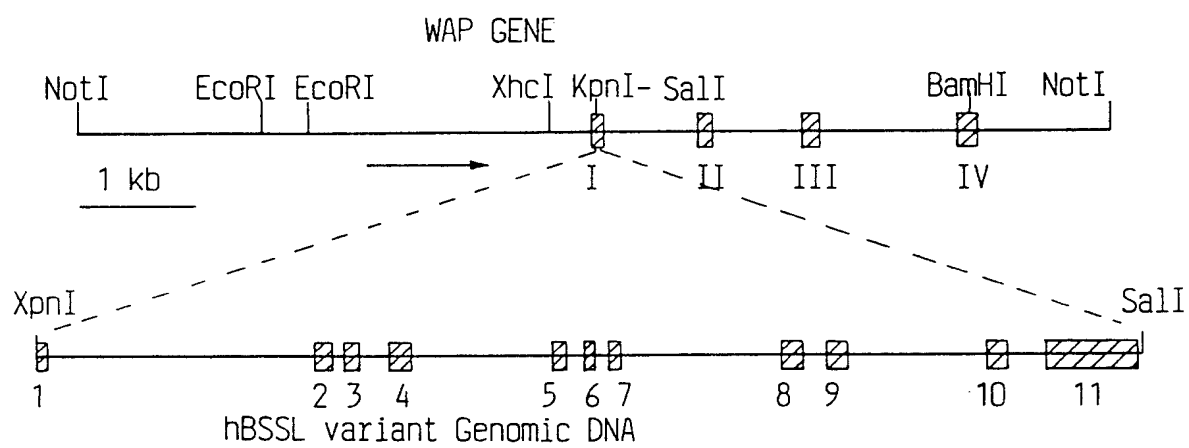 WAP GENE
NotI EcoRI EcoRI XhcI KpnI- SalI BamHI NotI
1 kb I II III IV
XpnI SalI
1 2 3 4 5 6 7 8 9 10 11
hBSSL variant Genomic DNA